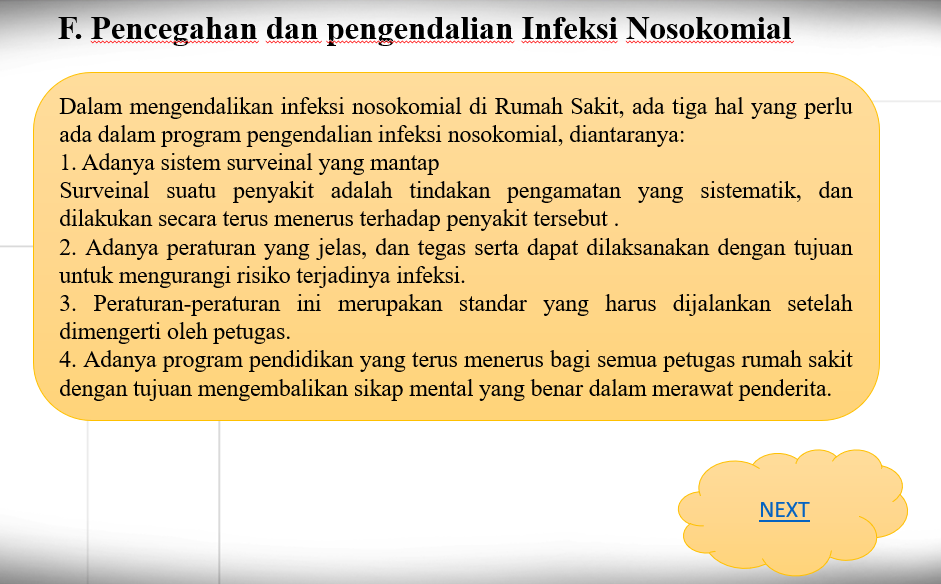 F. Pencegahan dan pengendalian Infeksi Nosokomial
Dalam mengendalikan infeksi nosokomial di Rumah Sakit, ada tiga hal yang perlu
ada dalam program pengendalian infeksi nosokomial, diantaranya:
1. Adanya sistem surveinal yang mantap
Surveinal suatu penyakit adalah tindakan pengamatan yang sistematik, dan
dilakukan secara terus menerus terhadap penyakit tersebut .
2. Adanya peraturan yang jelas, dan tegas serta dapat dilaksanakan dengan tujuan
untuk mengurangi risiko terjadinya infeksi.
3. Peraturan-peraturan ini merupakan standar yang harus dijalankan setelah
dimengerti oleh petugas.
4. Adanya program pendidikan yang terus menerus bagi semua petugas rumah sakit
dengan tujuan mengembalikan sikap mental yang benar dalam merawat penderita.
NEXT